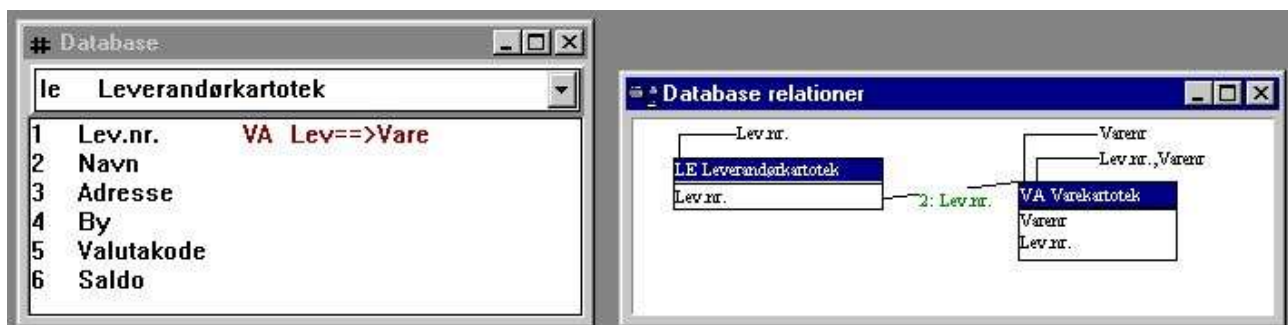 Database
le Leverandørkartotek
1 Lev.nr. VA Lev==>Vare
2 Navn
3 Adresse
4 By
5 Valutakode
6 Saldo
Database relationer
Lev.nr.
LE Leverandørkartotek
Lev.nr.
2: Lev.nr.
Varenr
Lev.nr.,Varenr
VA Varekartotek
Varenr
Lev.nr.